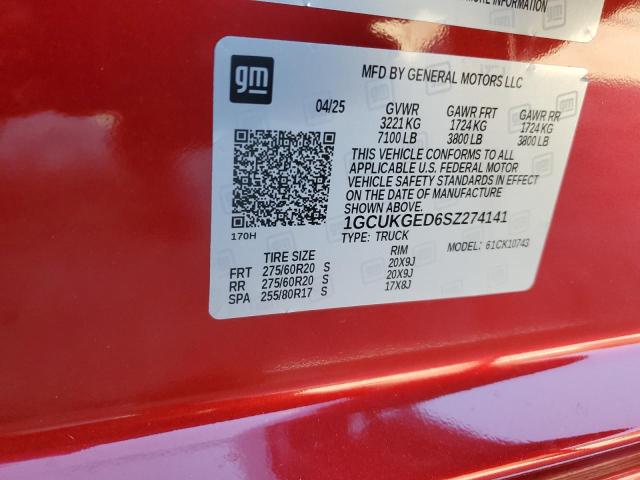 MORE INFORMATION
gm
MFD BY GENERAL MOTORS LLC
04/25 GVWR GAWR FRT GAWR RR
3221 KG 1724 KG 1724 KG
7100 LB 3800 LB 3800 LB
THIS VEHICLE CONFORMS TO ALL
APPLICABLE U.S. FEDERAL MOTOR
VEHICLE SAFETY STANDARDS IN EFFECT
ON THE DATE OF MANUFACTURE
SHOWN ABOVE.
1GCUKGED6SZ274141
170H
TYPE: TRUCK MODEL: 61CK10743
TIRE SIZE RIM
FRT 275/60R20 S 20X9J
RR 275/60R20 S 20X9J
SPA 255/80R17 S 17X8J